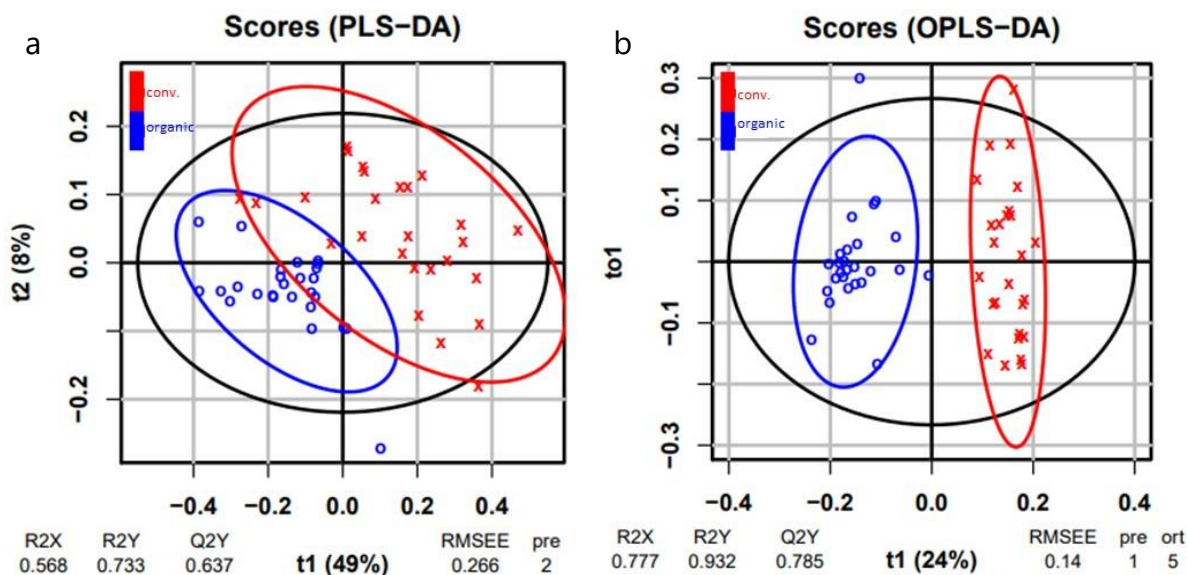 a
Scores (PLS−DA)
conv.
organic
t2 (8%)
0.2
0.1
0.0
−0.2
−0.4
−0.2
0.0
0.2
0.4
R2X
R2Y
Q2Y
RMSEE
pre
0.568
0.733
0.637
t1 (49%)
0.266
2
b
Scores (OPLS−DA)
conv.
organic
to1
0.3
0.2
0.1
−0.1
−0.3
−0.4
−0.2
0.0
0.2
0.4
R2X
R2Y
Q2Y
RMSEE
pre
ort
0.777
0.932
0.785
t1 (24%)
0.14
1
5